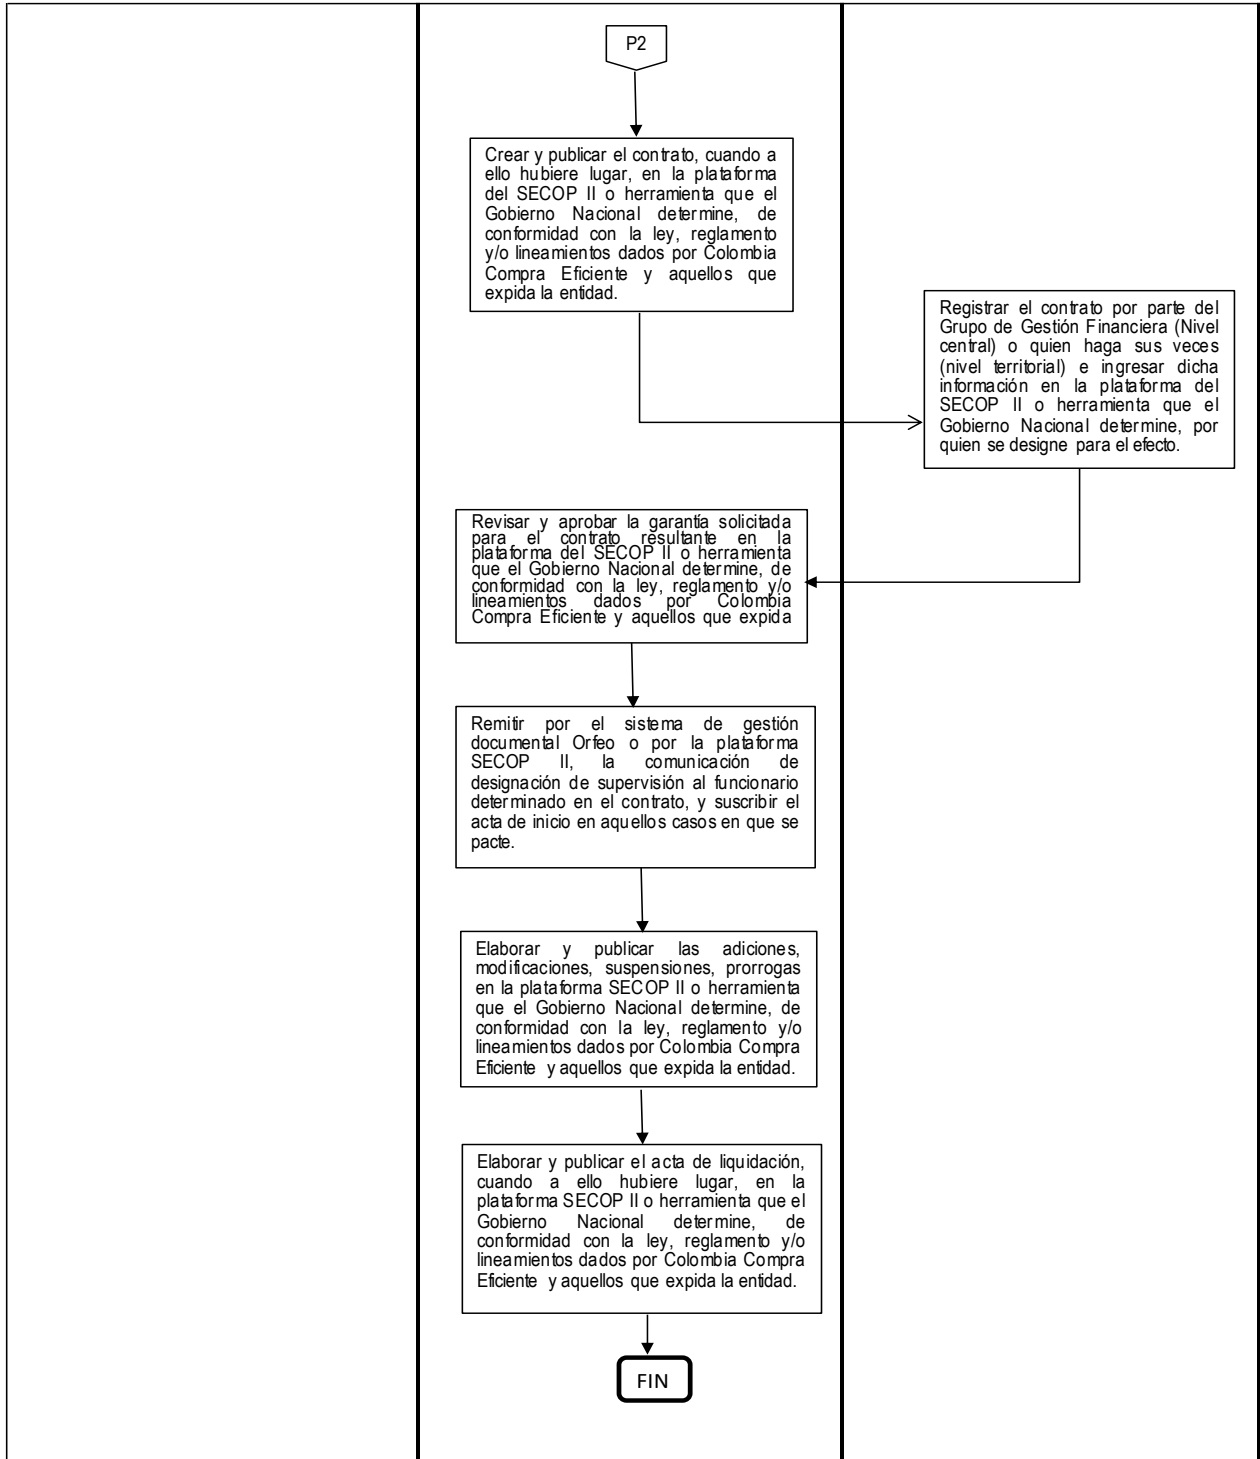 P2
Crear y publicar el contrato, cuando a
ello hubiere lugar, en la plataforma
del SECOP II o herramienta que el
Gobierno Nacional determine, de
conformidad con la ley, reglamento
y/o lineamientos dados por Colombia
Compra Eficiente y aquellos que
expida la entidad.
Registrar el contrato por parte del
Grupo de Gestión Financiera (Nivel
central) o quien haga sus veces
(nivel territorial) e ingresar dicha
información en la plataforma del
SECOP II o herramienta que el
Gobierno Nacional determine, por
quien se designe para el efecto.
Revisar y aprobar la garantía solicitada
para el contrato resultante en la
plataforma del SECOP II o herramienta
que el Gobierno Nacional determine, de
conformidad con la ley, reglamento y/o
lineamientos dados por Colombia
Compra Eficiente y aquellos que expida
Remitir por el sistema de gestión
documental Orfeo o por la plataforma
SECOP II, la comunicación de
designación de supervisión al funcionario
determinado en el contrato, y suscribir el
acta de inicio en aquellos casos en que se
pacte.
Elaborar y publicar las adiciones,
modificaciones, suspensiones, prorrogas
en la plataforma SECOP II o herramienta
que el Gobierno Nacional determine, de
conformidad con la ley, reglamento y/o
lineamientos dados por Colombia Compra
Eficiente y aquellos que expida la entidad.
Elaborar y publicar el acta de liquidación,
cuando a ello hubiere lugar, en la
plataforma SECOP II o herramienta que el
Gobierno Nacional determine, de
conformidad con la ley, reglamento y/o
lineamientos dados por Colombia Compra
Eficiente y aquellos que expida la entidad.
FIN